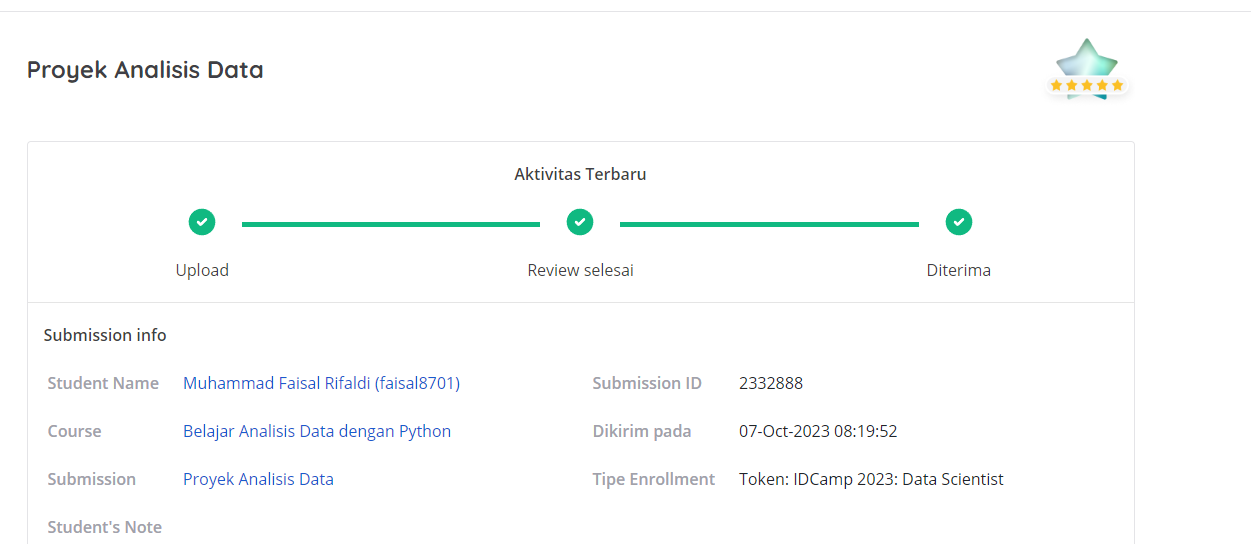 Proyek Analisis Data
Aktivitas Terbaru
Upload Review selesai Diterima
Submission info
Student Name Muhammad Faisal Rifaldi (faisal8701) Submission ID 2332888
Course Belajar Analisis Data dengan Python Dikirim pada 07-Oct-2023 08:19:52
Submission Proyek Analisis Data Tipe Enrollment Token: IDCamp 2023: Data Scientist
Student's Note